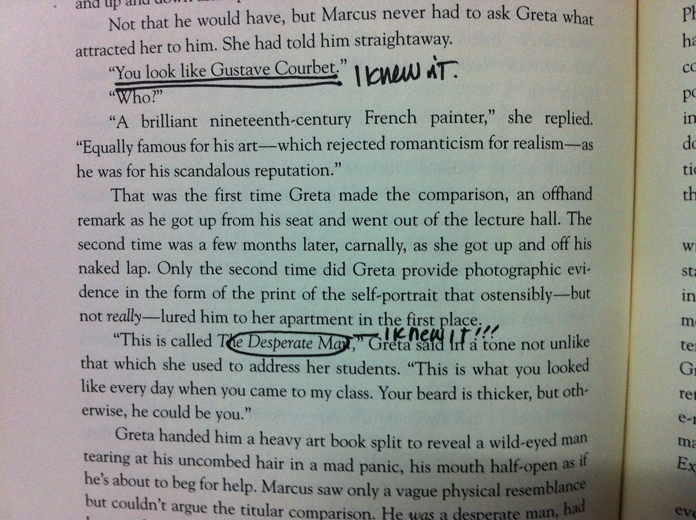 and up and down
Not that he would have, but Marcus never had to ask Greta what
attracted her to him. She had told him straightaway.
“You look like Gustave Courbet.” I knew it.
“Who?”
“A brilliant nineteenth-century French painter,” she replied.
“Equally famous for his art—which rejected romanticism for realism—as
he was for his scandalous reputation.”
That was the first time Greta made the comparison, an offhand
remark as he got up from his seat and went out of the lecture hall. The
second time was a few months later, carnally, as she got up and off his
naked lap. Only the second time did Greta provide photographic evi-
dence in the form of the print of the self-portrait that ostensibly—but
not really—lured him to her apartment in the first place.
I knew it!!!
“This is called The Desperate Man,” Greta said in a tone not unlike
that which she used to address her students. “This is what you looked
like every day when you came to my class. Your beard is thicker, but oth-
erwise, he could be you.”
Greta handed him a heavy art book split to reveal a wild-eyed man
tearing at his uncombed hair in a mad panic, his mouth half-open as if
he’s about to beg for help. Marcus saw only a vague physical resemblance
but couldn’t argue the titular comparison. He was a desperate man, had